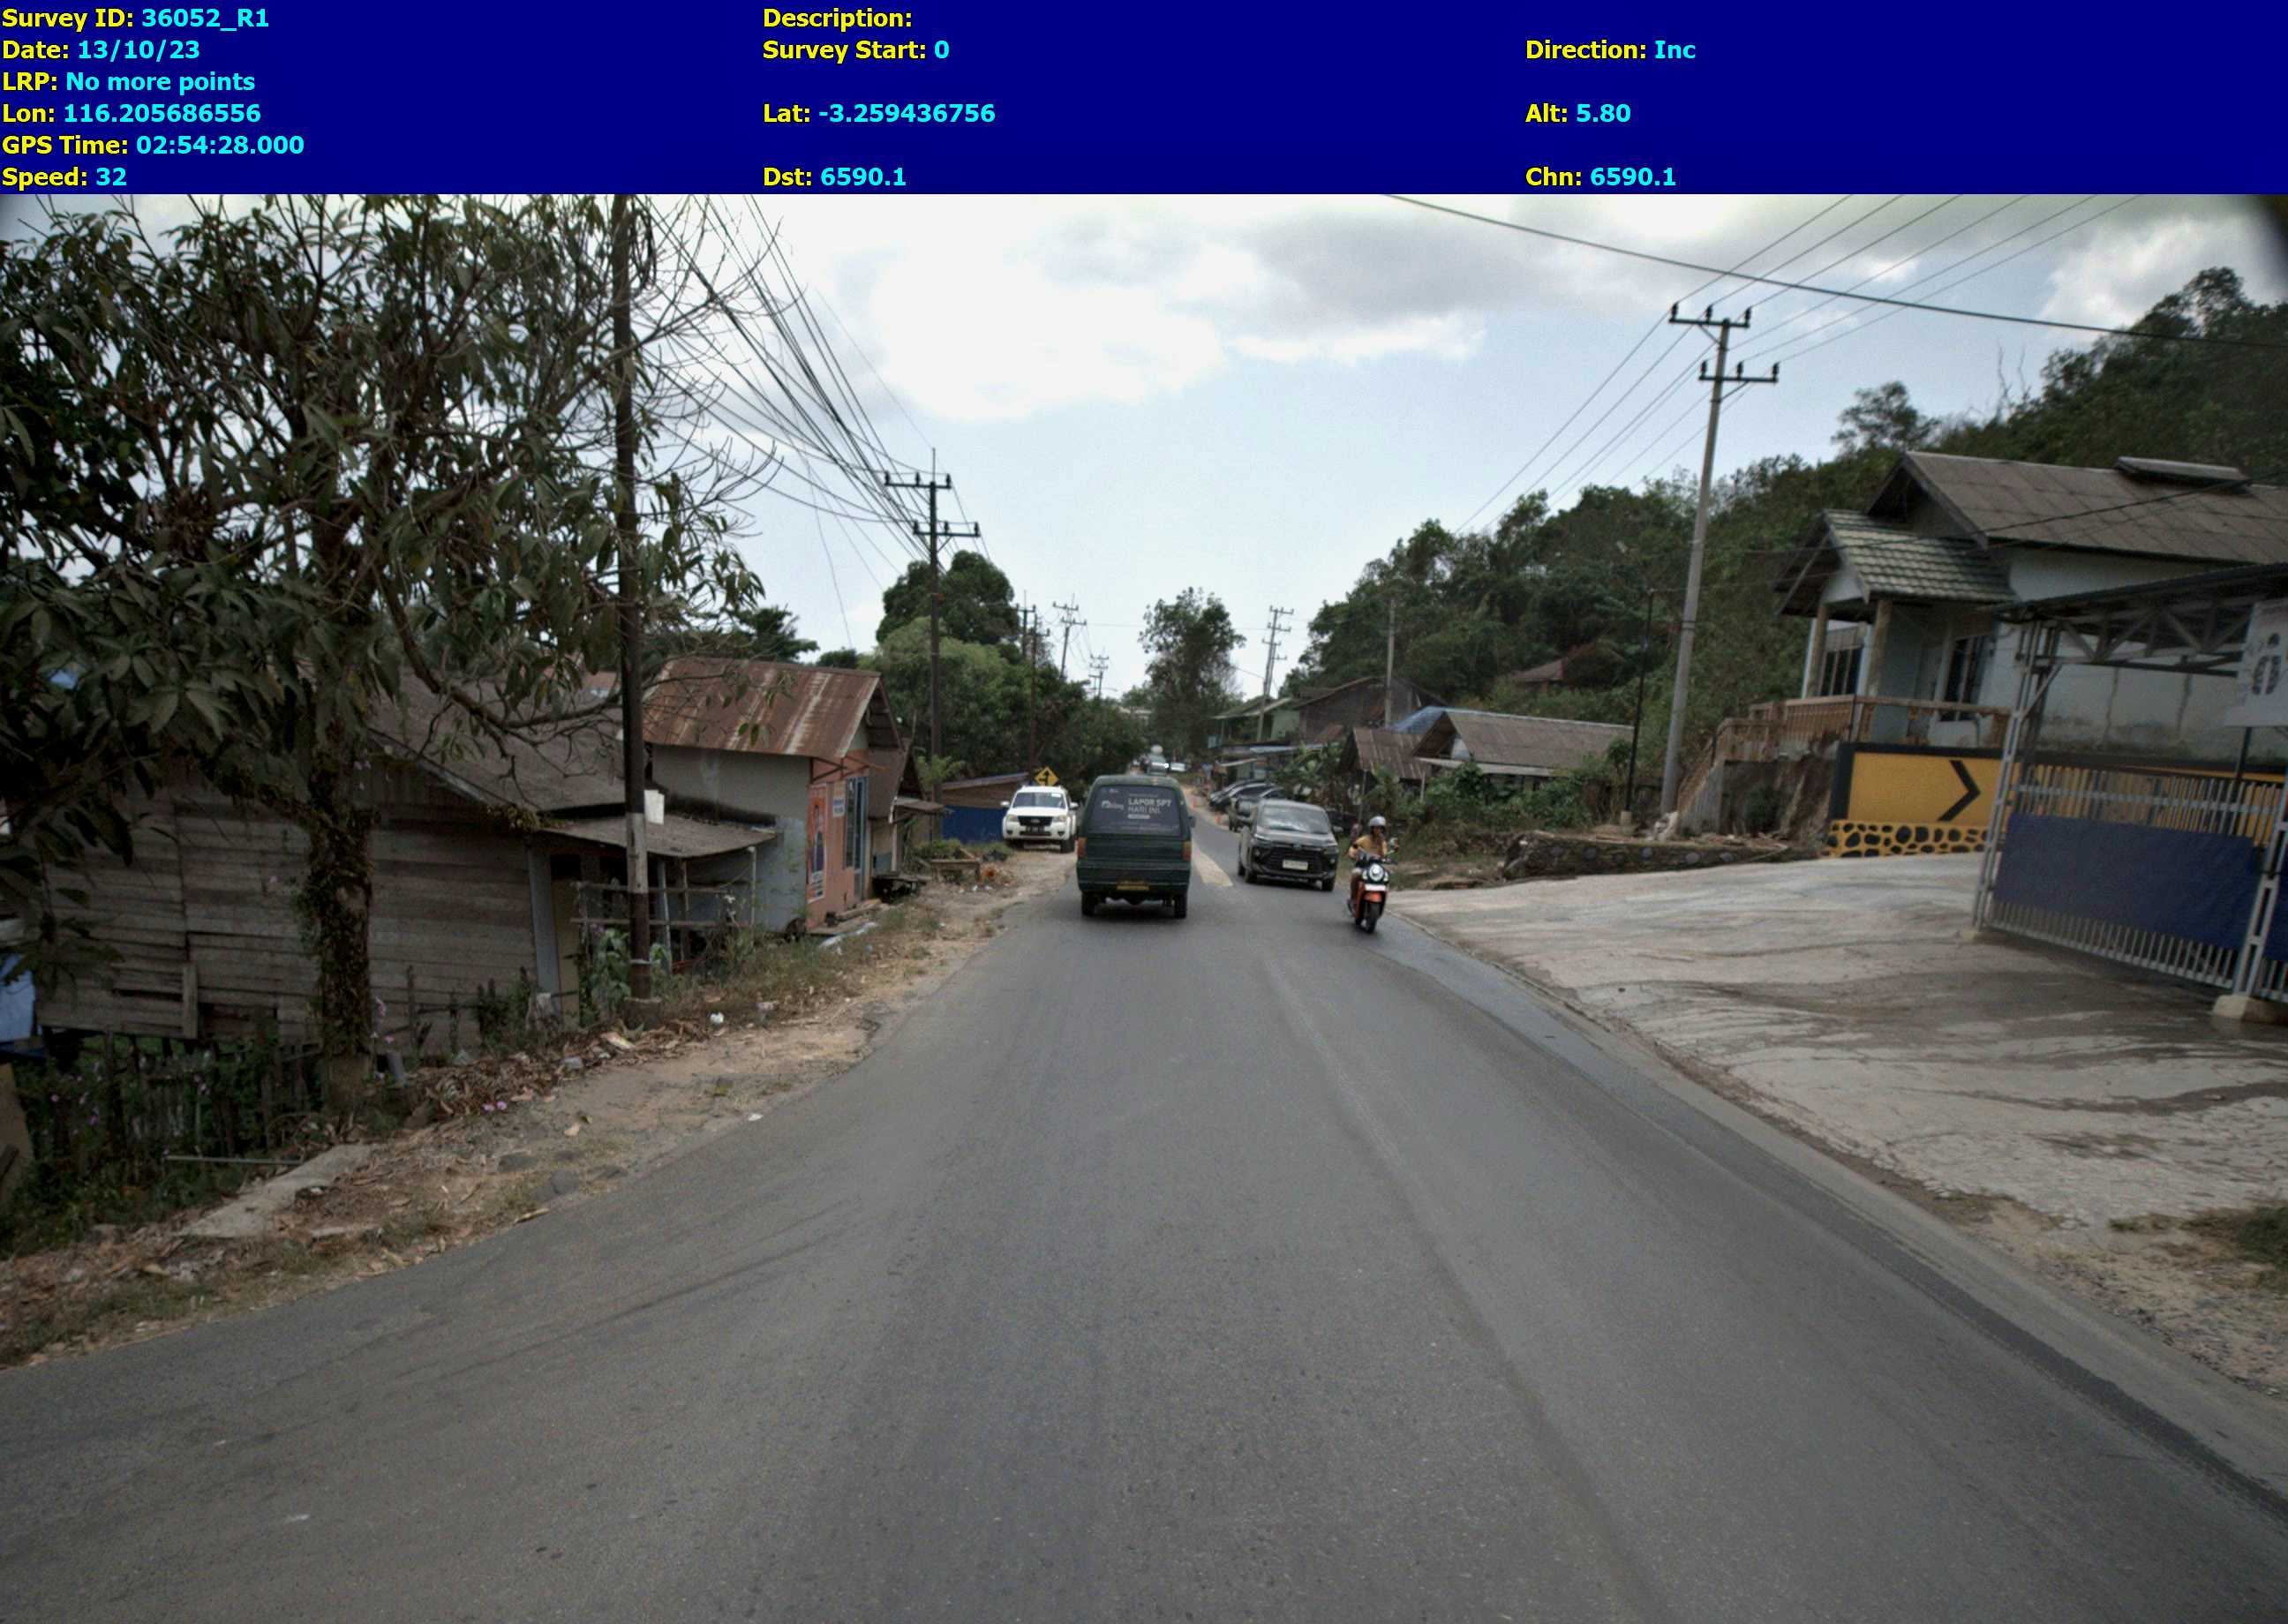 Survey ID: 36052_R1
Description:
Date: 13/10/23
Survey Start: 0
Direction: Inc
LRP: No more points
Lon: 116.205686556
Lat: -3.259436756
Alt: 5.80
GPS Time: 02:54:28.000
Speed: 32
Dst: 6590.1
Chn: 6590.1
LAPOR SPT
HARI INI.